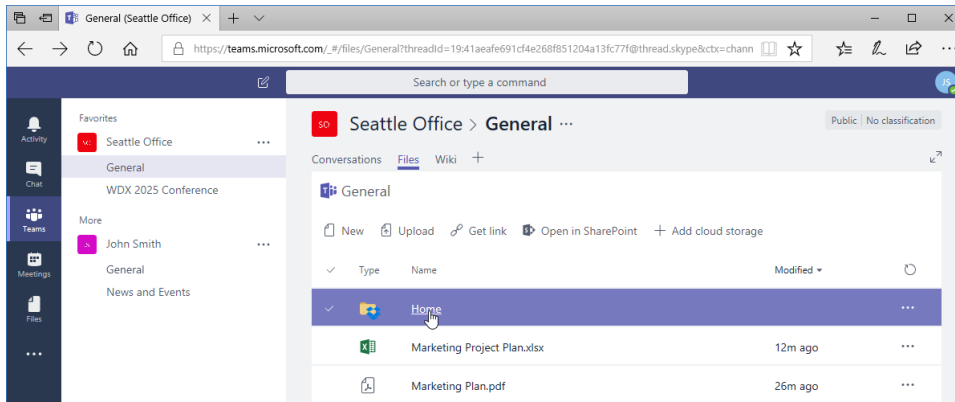 General (Seattle Office)
https://teams.microsoft.com/_#/files/General?threadId=19:41aeafe691cf4e268f851204a13fc77f@thread.skype&ctx=chann
Search or type a command
JS
Activity
Chat
Teams
Meetings
Files
Favorites
Seattle Office
General
WDX 2025 Conference
More
John Smith
General
News and Events
SO Seattle Office > General ...
Public | No classification
Conversations Files Wiki +
General
New Upload Get link Open in SharePoint + Add cloud storage
Type Name Modified
Home
Marketing Project Plan.xlsx 12m ago
Marketing Plan.pdf 26m ago